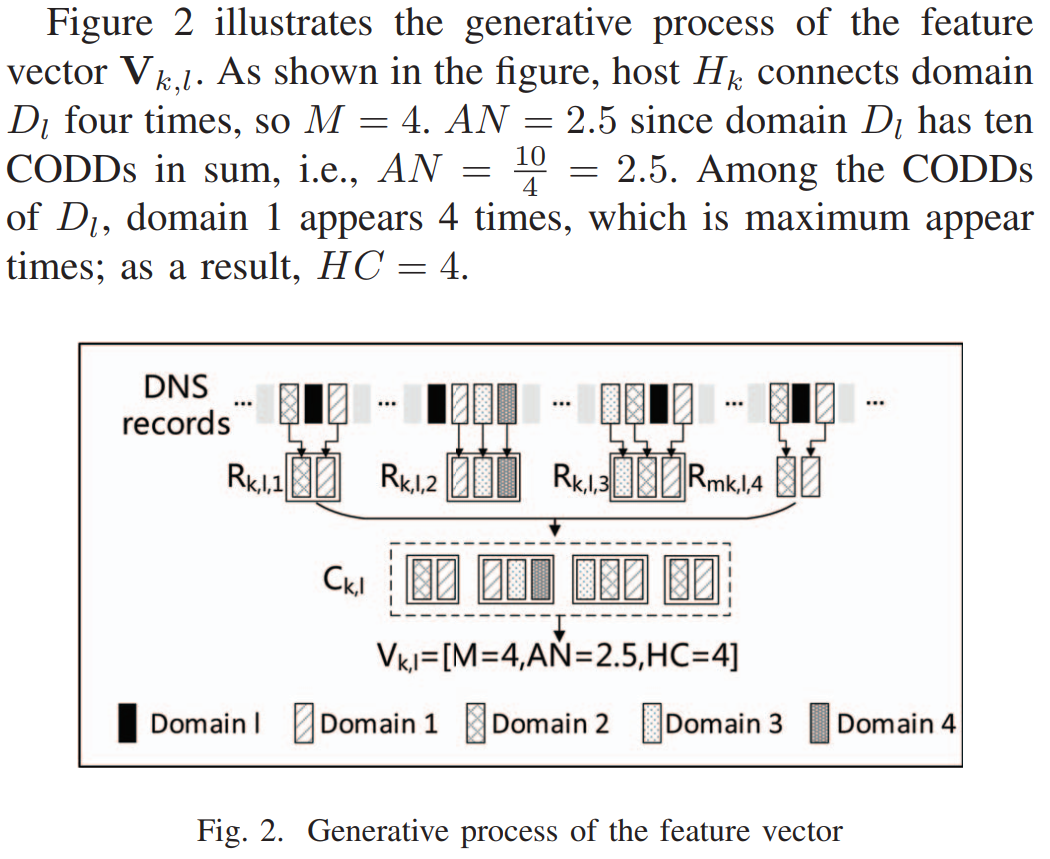 Figure 2 illustrates the generative process of the feature
vector V_{k,l}. As shown in the figure, host H_k connects domain
D_l four times, so M = 4. AN = 2.5 since domain D_l has ten
CODDs in sum, i.e., AN = 10/4 = 2.5. Among the CODDs
of D_l, domain 1 appears 4 times, which is maximum appear
times; as a result, HC = 4.
DNS
records
... ... ... ... ...
R_{k,l,1} R_{k,l,2} R_{k,l,3} R_{mk,l,4}
C_{k,l}
V_{k,l}=[M=4,AN=2.5,HC=4]
Domain l Domain 1 Domain 2 Domain 3 Domain 4
Fig. 2. Generative process of the feature vector